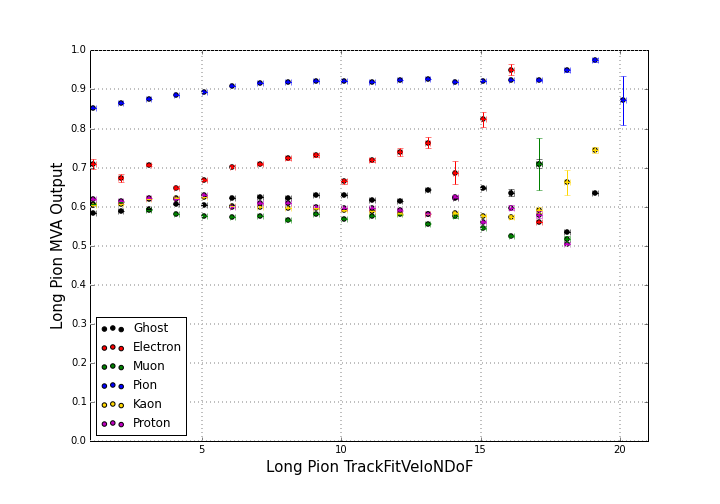 1.0
0.9
0.8
0.7
0.6
0.5
0.4
0.3
0.2
0.1
0.0
Long Pion MVA Output
Ghost
Electron
Muon
Pion
Kaon
Proton
5
10
15
20
Long Pion TrackFitVeloNDoF